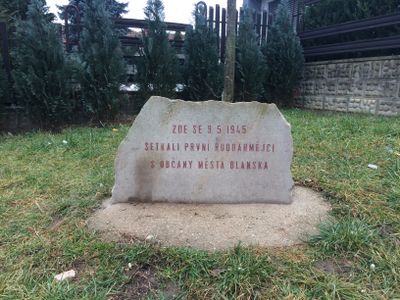 ZDE SE 9.5 1945
SETKALI PRVNÍ RUDOARMĚJCI
S OBČANY MĚSTA BLANSKA